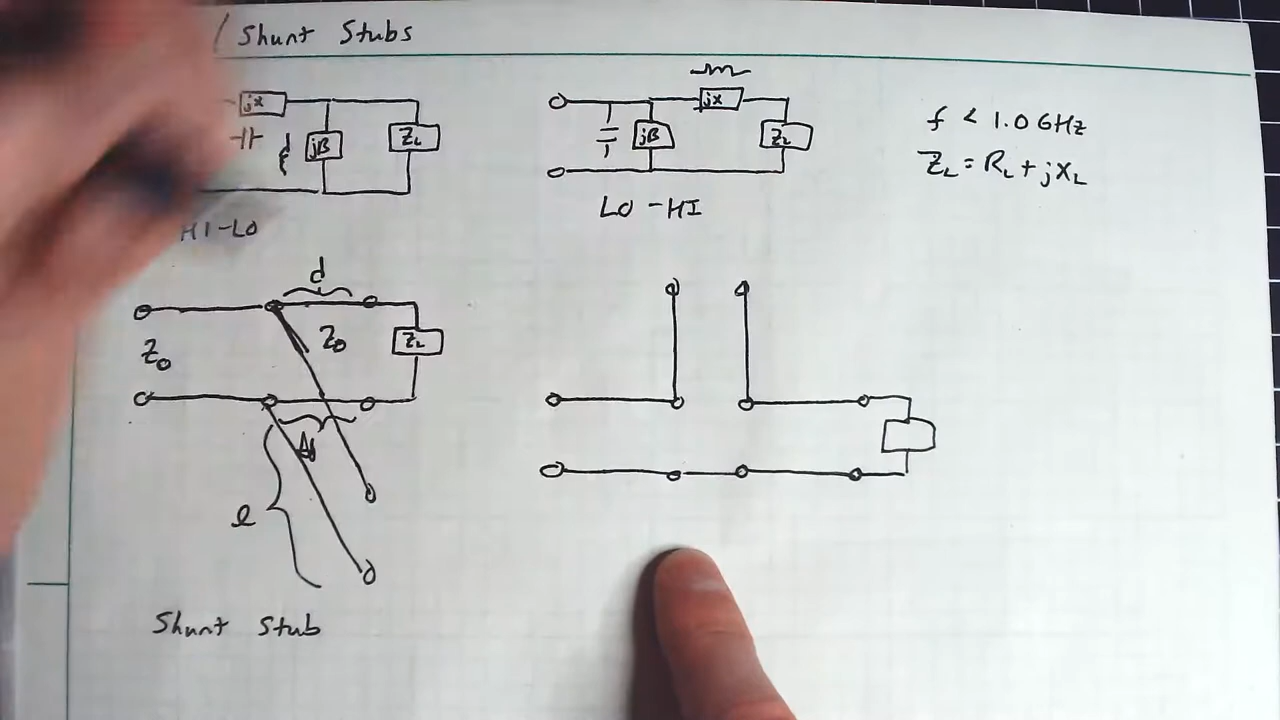 / Shunt Stubs
jx
jB
ZL
HI-LO
jx
jB
ZL
LO-HI
f < 1.0 GHz
ZL = RL + jXL
d
Z0
Z0
ZL
l
Shunt Stub